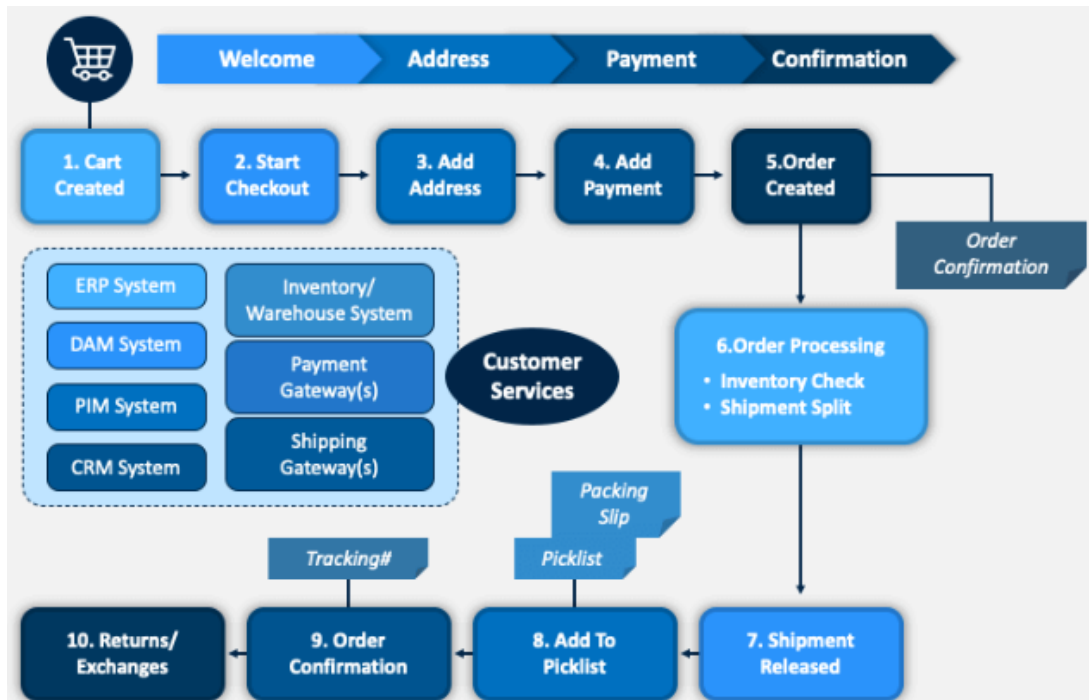 Welcome
Address
Payment
Confirmation
1. Cart
Created
2. Start
Checkout
3. Add
Address
4. Add
Payment
5.Order
Created
Order
Confirmation
ERP System
DAM System
PIM System
CRM System
Inventory/
Warehouse System
Payment
Gateway(s)
Shipping
Gateway(s)
Customer
Services
6.Order Processing
• Inventory Check
• Shipment Split
Packing
Slip
Picklist
Tracking#
7. Shipment
Released
8. Add To
Picklist
9. Order
Confirmation
10. Returns/
Exchanges